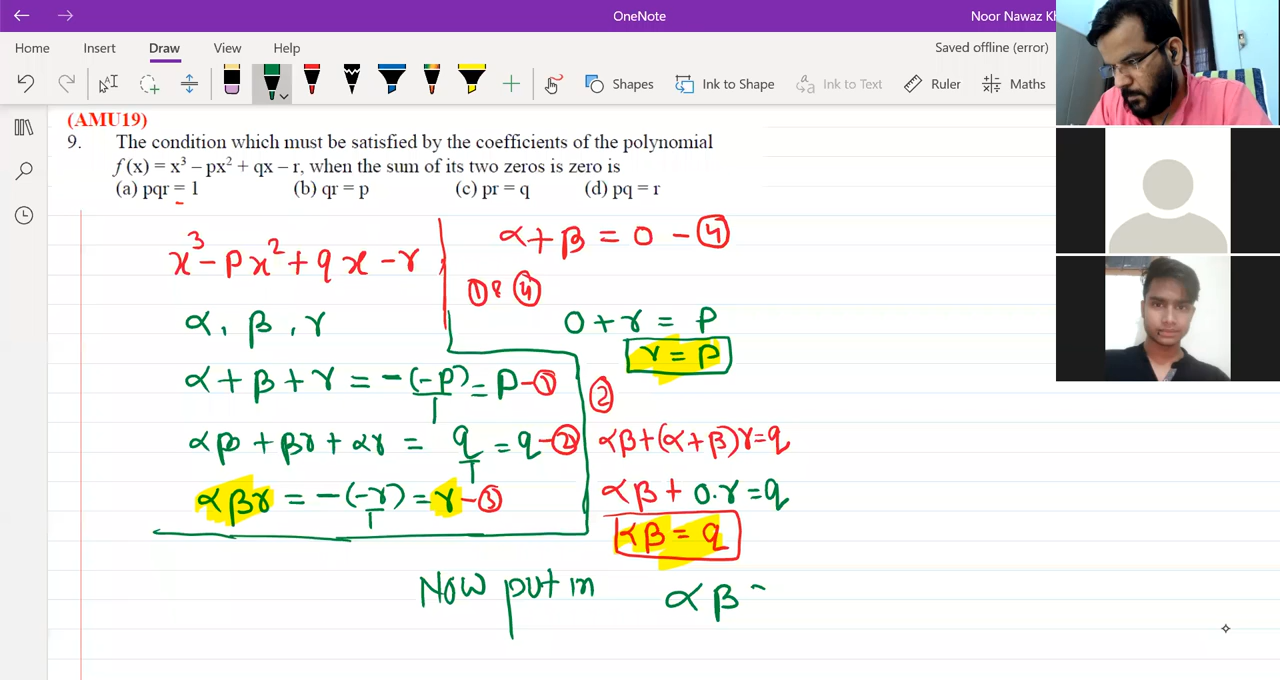 OneNote
Noor Nawaz Kh
Home Insert Draw View Help
Saved offline (error)
Shapes Ink to Shape Ink to Text Ruler Maths
(AMU19)
9. The condition which must be satisfied by the coefficients of the polynomial
f(x) = x³ – px² + qx – r, when the sum of its two zeros is zero is
(a) pqr = 1 (b) qr = p (c) pr = q (d) pq = r
x³ - px² + qx - r
α, β, γ
α + β + γ = -(-p)/1 = p - ①
αβ + βγ + αγ = q/1 = q - ②
αβγ = -(-r)/1 = r - ③
α + β = 0 - ④
① & ④
0 + γ = p
γ = p
②
αβ + (α + β)γ = q
αβ + 0.γ = q
αβ = q
Now put in αβ